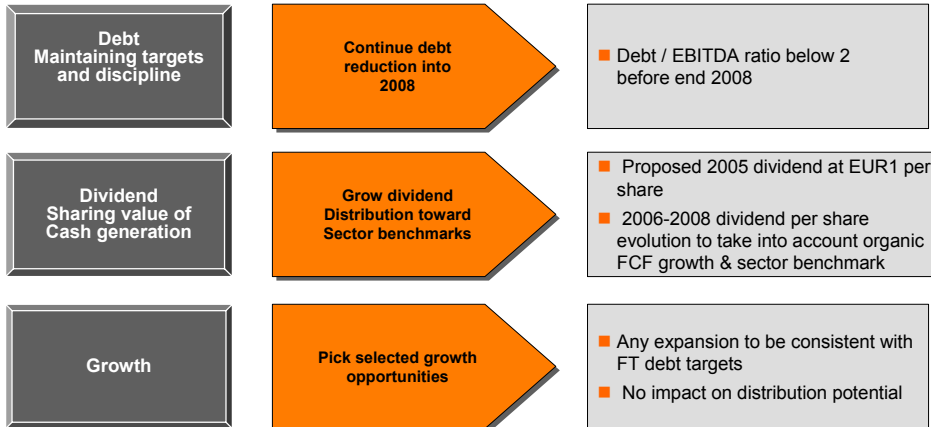 Debt
Maintaining targets
and discipline
Continue debt
reduction into
2008
Debt / EBITDA ratio below 2
before end 2008
Dividend
Sharing value of
Cash generation
Grow dividend
Distribution toward
Sector benchmarks
Proposed 2005 dividend at EUR1 per
share
2006-2008 dividend per share
evolution to take into account organic
FCF growth & sector benchmark
Growth
Pick selected growth
opportunities
Any expansion to be consistent with
FT debt targets
No impact on distribution potential